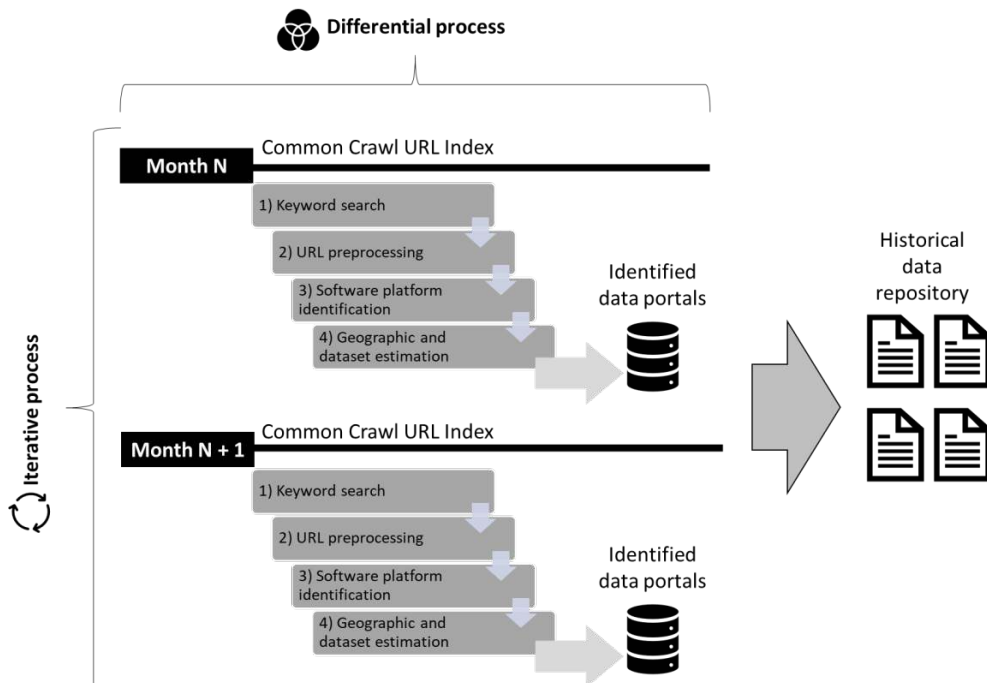 Differential process
Common Crawl URL Index
Month N
1) Keyword search
2) URL preprocessing
3) Software platform
identification
4) Geographic and
dataset estimation
Identified
data portals
Historical
data
repository
Iterative process
Common Crawl URL Index
Month N + 1
1) Keyword search
2) URL preprocessing
3) Software platform
identification
4) Geographic and
dataset estimation
Identified
data portals